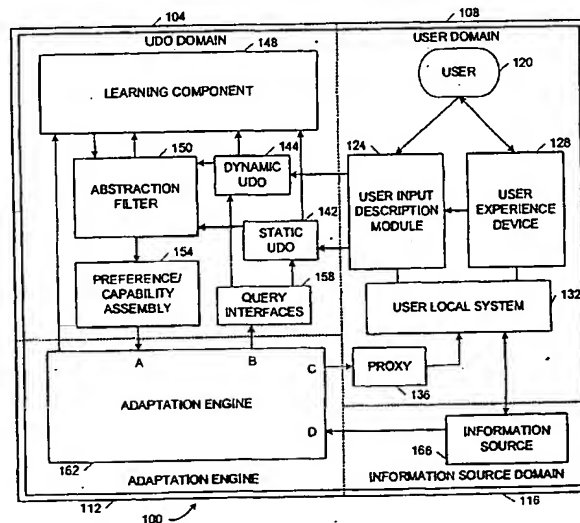 104
108
UDO DOMAIN
148
USER DOMAIN
USER
120
LEARNING COMPONENT
150
144
124
128
ABSTRACTION
FILTER
DYNAMIC
UDO
USER INPUT
DESCRIPTION
MODULE
USER
EXPERIENCE
DEVICE
142
STATIC
UDO
154
PREFERENCE/
CAPABILITY
ASSEMBLY
158
QUERY
INTERFACES
USER LOCAL SYSTEM
132
A
B
C
PROXY
136
ADAPTATION ENGINE
D
INFORMATION
SOURCE
166
162
ADAPTATION ENGINE
INFORMATION SOURCE DOMAIN
112
100
116